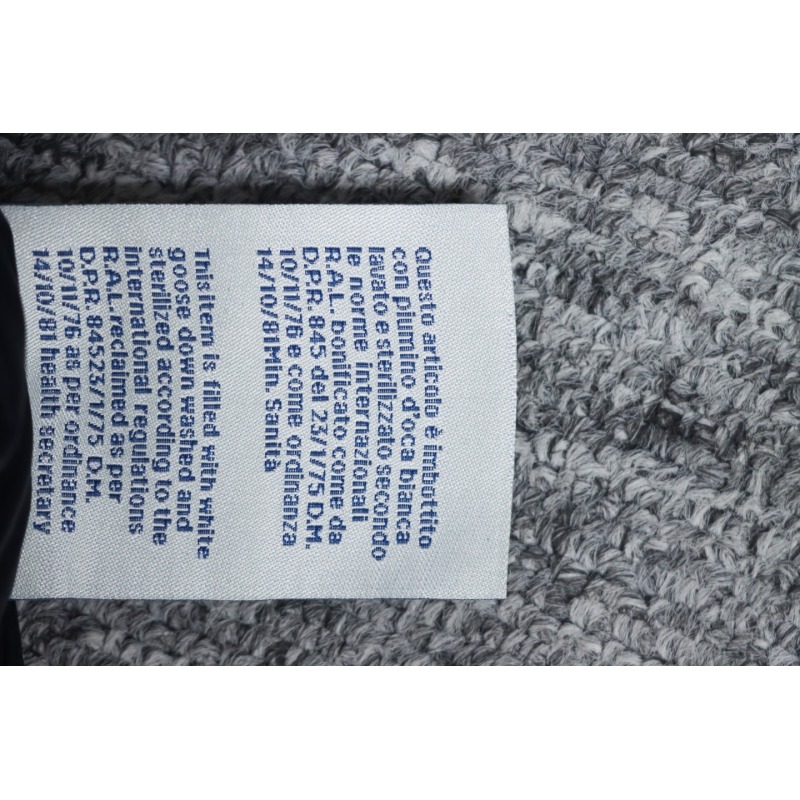 Questo articolo è imbottito
con piumino d'oca bianca
lavato e sterilizzato secondo
le norme internazionali
R.A.L. bonificato come da
D.P.R. 845 del 23/1/75 D.M.
10/11/76 e come ordinanza
14/10/81 Min. Sanità
This item is filled with white
goose down washed and
sterilized according to the
international regulations
R.A.L. reclained as per
D.P.R. 84523/1/75 D.M.
10/11/76 as per ordinance
14/10/81 health secretary